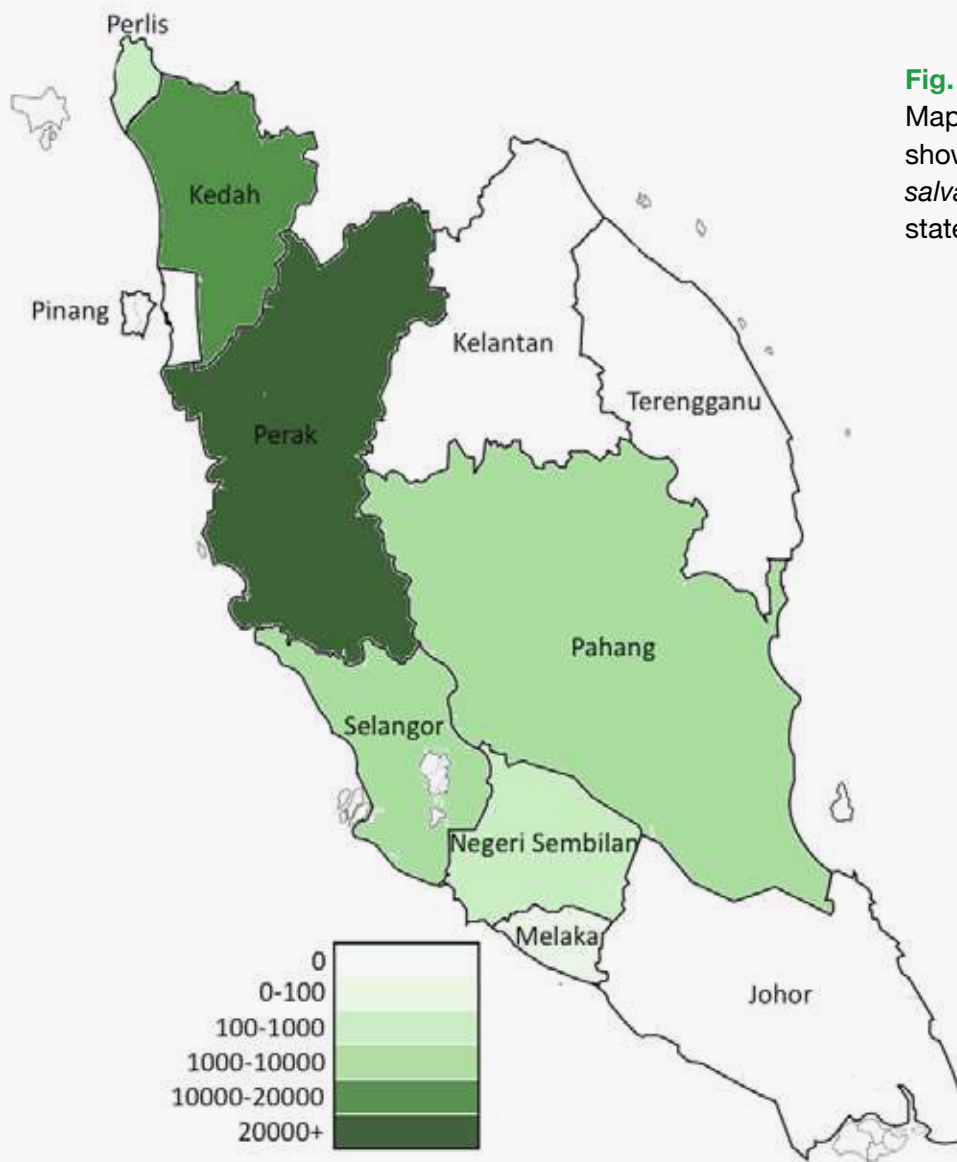 Perlis
Fig.
Map
show
salva
state
Kedah
Pinang
Kelantan
Terengganu
Perak
Pahang
Selangor
Negeri Sembilan
Melaka
Johor
0
0-100
100-1000
1000-10000
10000-20000
20000+